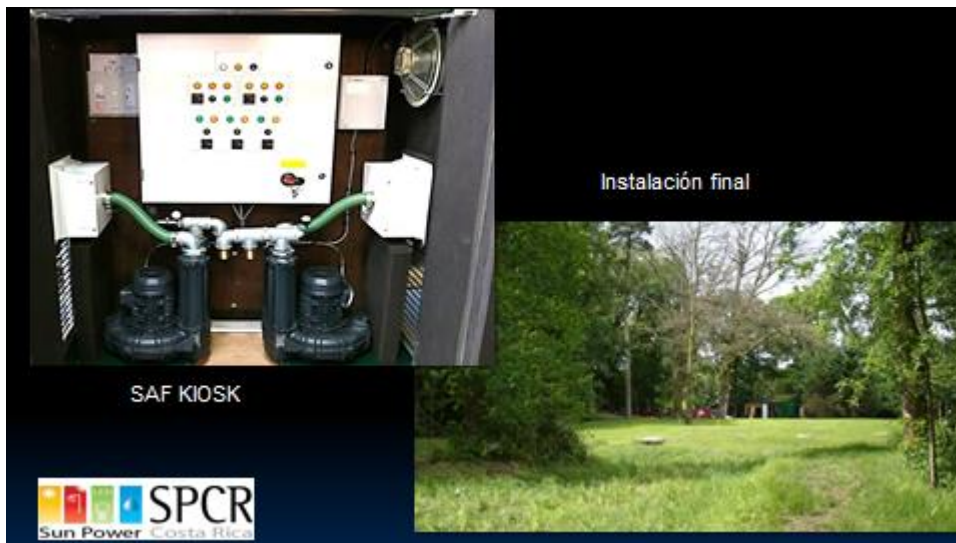 Instalación final
SAF KIOSK
SPCR
Sun Power Costa Rica